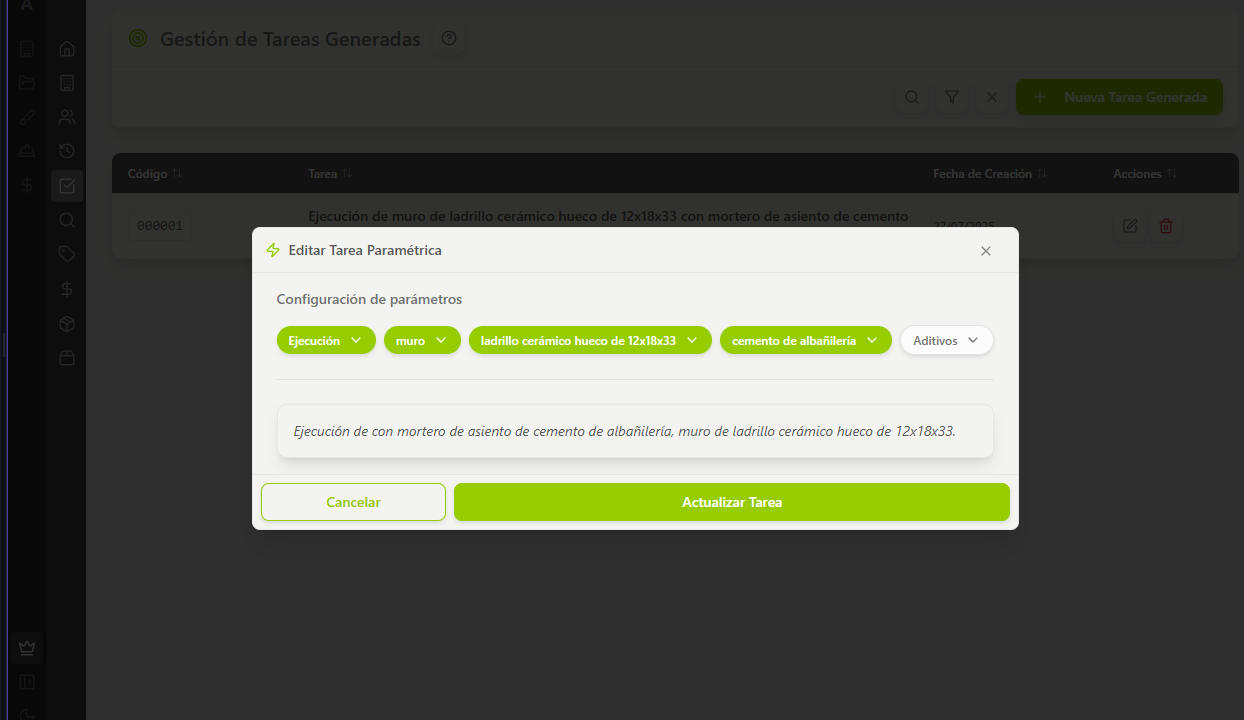 A
Gestión de Tareas Generadas
Nueva Tarea Generada
Código Tarea Fecha de Creación Acciones
Ejecución de muro de ladrillo cerámico hueco de 12x18x33 con mortero de asiento de cemento
000001 27/07/2025
Editar Tarea Paramétrica
Configuración de parámetros
Ejecución muro ladrillo cerámico hueco de 12x18x33 cemento de albañilería Aditivos
Ejecución de con mortero de asiento de cemento de albañilería, muro de ladrillo cerámico hueco de 12x18x33.
Cancelar Actualizar Tarea